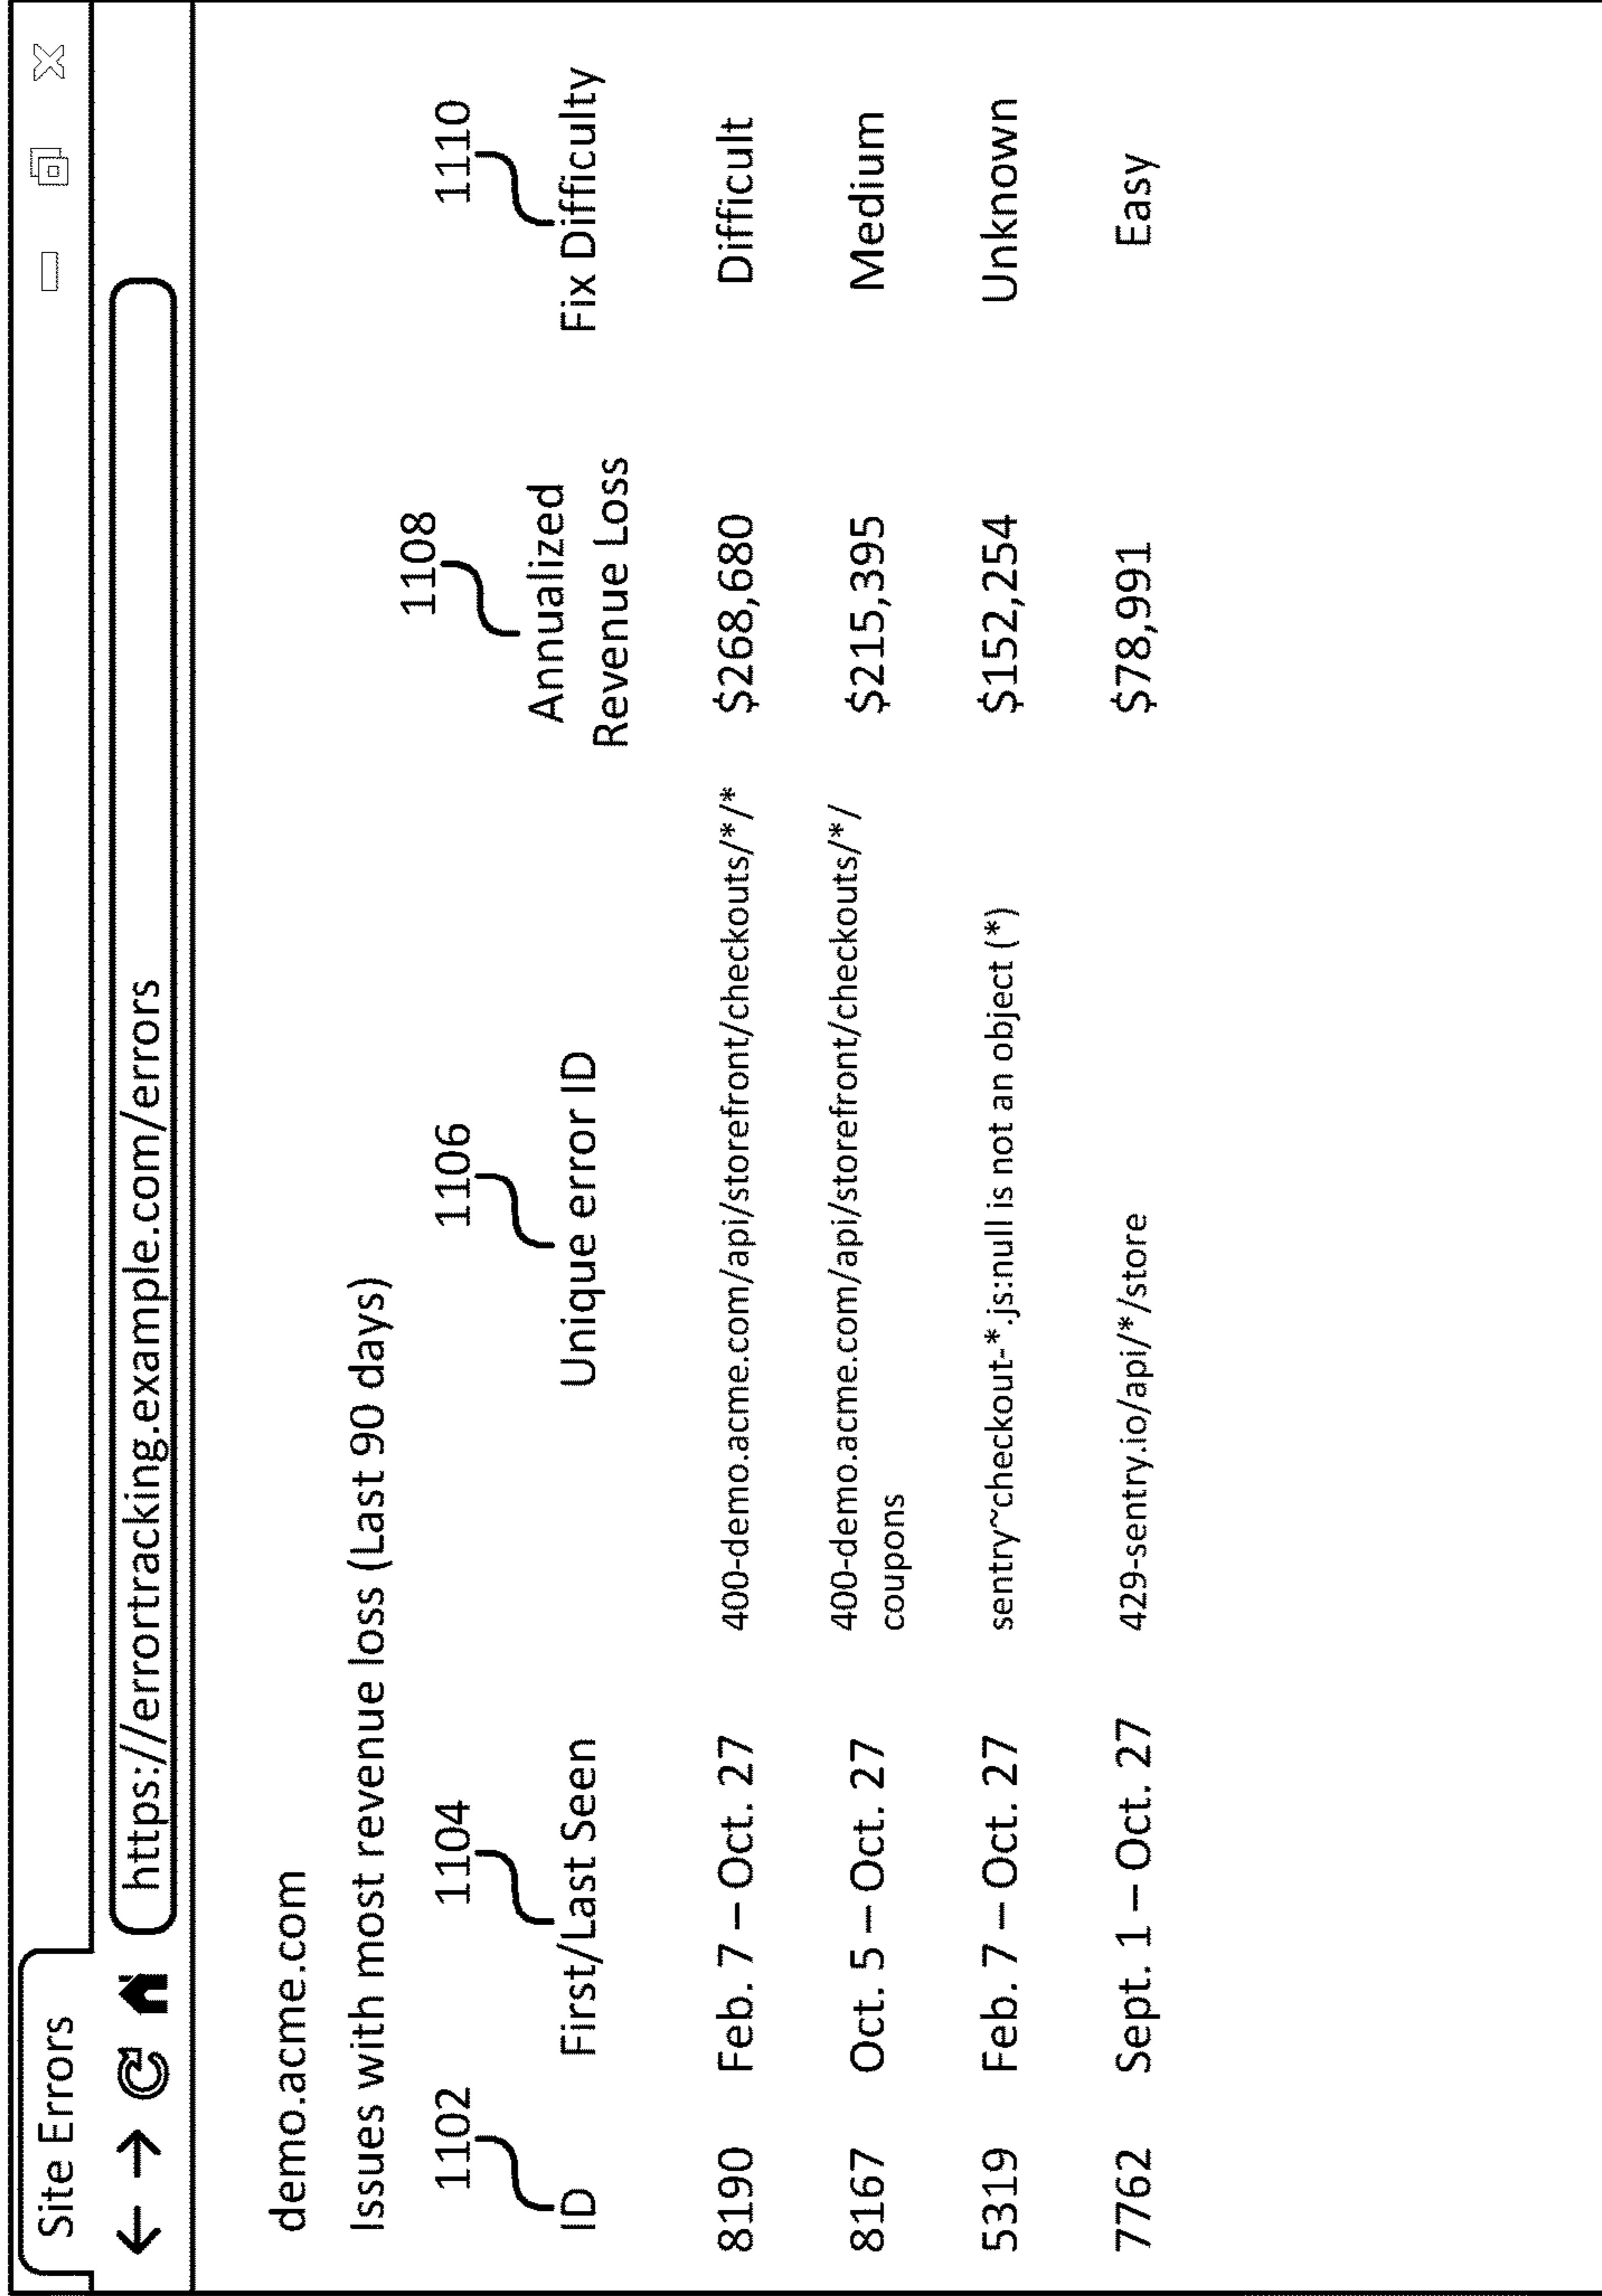 Site Errors
https://errortracking.example.com/errors
demo.acme.com
Issues with most revenue loss (Last 90 days)
1102 1104 1106 1108 1110
ID First/Last Seen Unique error ID Annualized Revenue Loss Fix Difficulty
8190 Feb. 7 – Oct. 27 400-demo.acme.com/api/storefront/checkouts/*/* $268,680 Difficult
8167 Oct. 5 – Oct. 27 400-demo.acme.com/api/storefront/checkouts/*/ $215,395 Medium
coupons
5319 Feb. 7 – Oct. 27 sentry~checkout-*.js:null is not an object (*) $152,254 Unknown
7762 Sept. 1 – Oct. 27 429-sentry.io/api/*/store $78,991 Easy